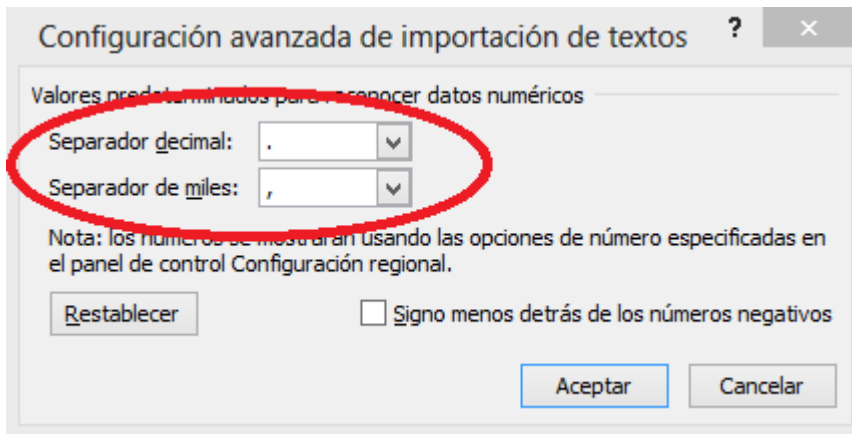 Configuración avanzada de importación de textos ? ×
Valores predeterminados para reconocer datos numéricos
Separador decimal: .
Separador de miles: ,
Nota: los números se mostrarán usando las opciones de número especificadas en
el panel de control Configuración regional.
Restablecer Signo menos detrás de los números negativos
Aceptar Cancelar